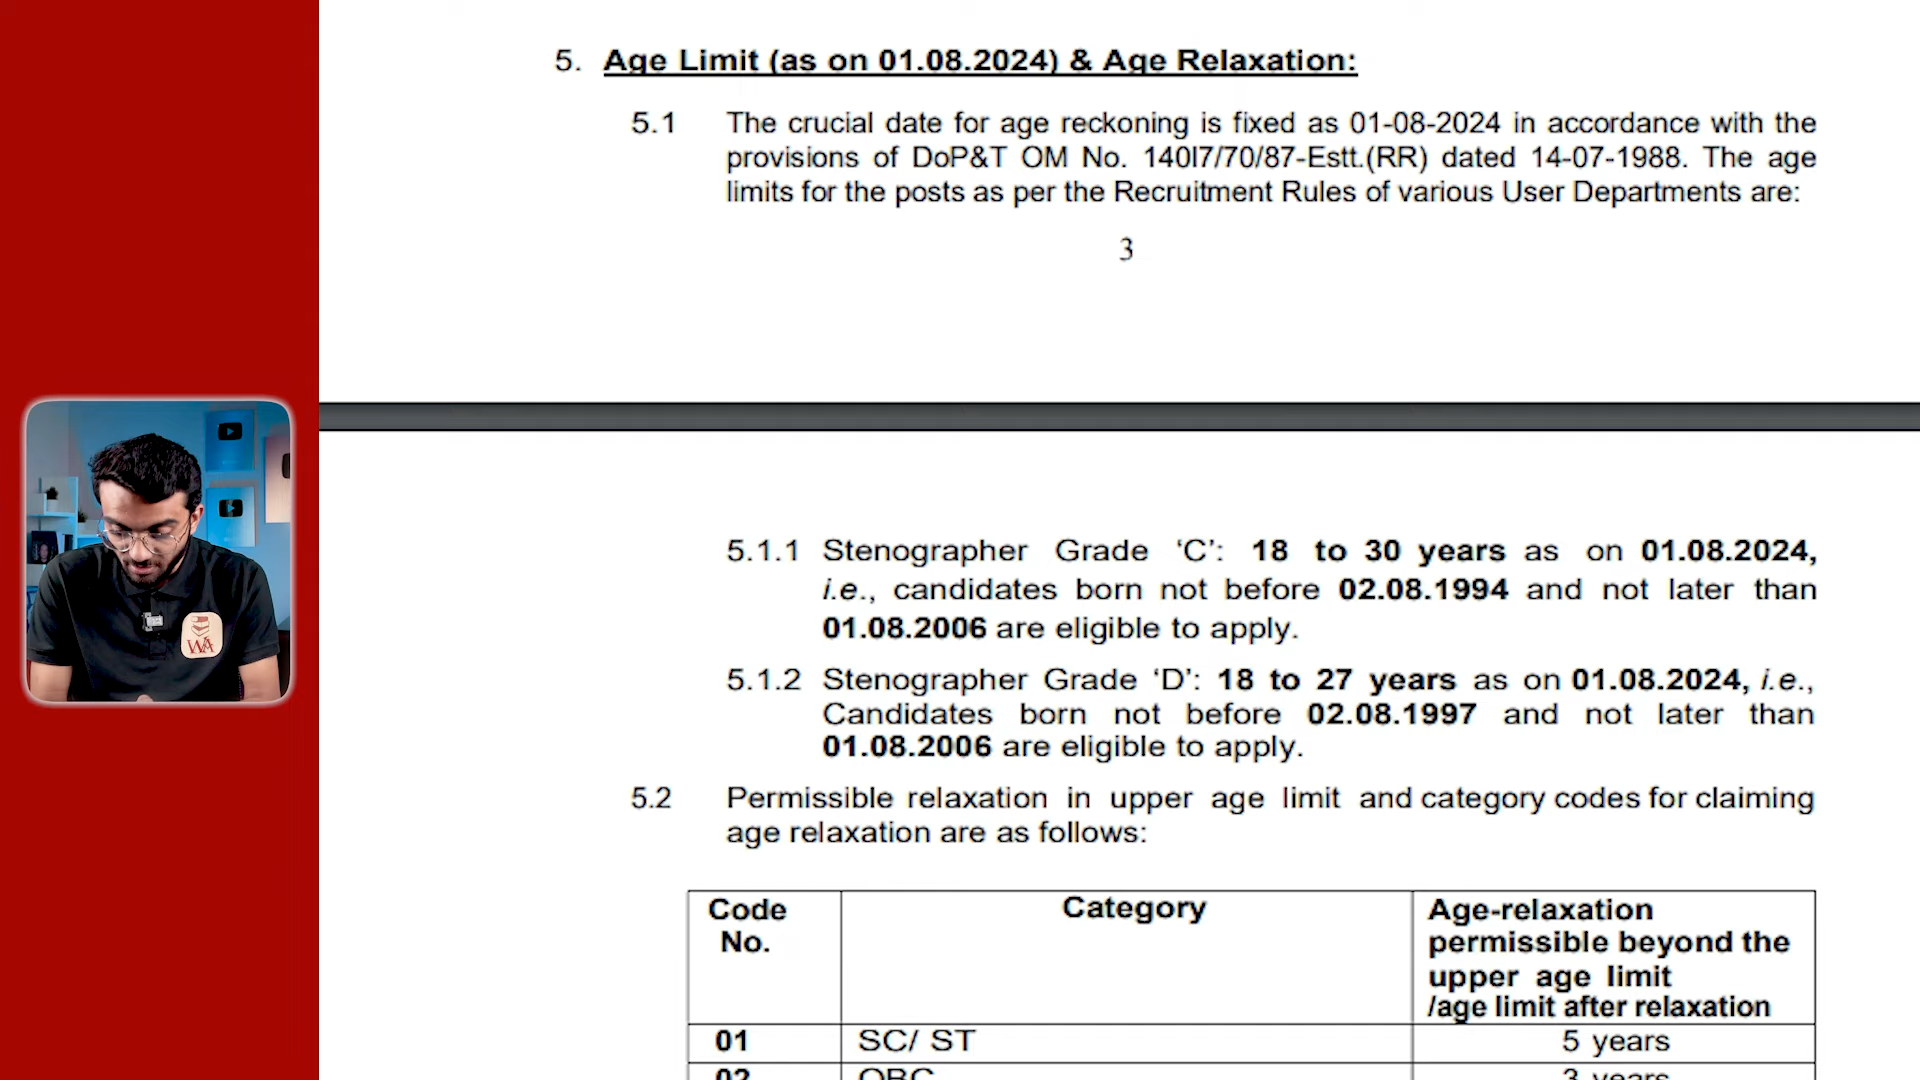 5. Age Limit (as on 01.08.2024) & Age Relaxation:
5.1 The crucial date for age reckoning is fixed as 01-08-2024 in accordance with the
provisions of DoP&T OM No. 140I7/70/87-Estt.(RR) dated 14-07-1988. The age
limits for the posts as per the Recruitment Rules of various User Departments are:
3
5.1.1 Stenographer Grade ‘C’: 18 to 30 years as on 01.08.2024,
i.e., candidates born not before 02.08.1994 and not later than
01.08.2006 are eligible to apply.
5.1.2 Stenographer Grade ‘D’: 18 to 27 years as on 01.08.2024, i.e.,
Candidates born not before 02.08.1997 and not later than
01.08.2006 are eligible to apply.
5.2 Permissible relaxation in upper age limit and category codes for claiming
age relaxation are as follows:
Code No. Category Age-relaxation
permissible beyond the
upper age limit
/age limit after relaxation
01 SC/ ST 5 years
02 OBC 3 years
WA